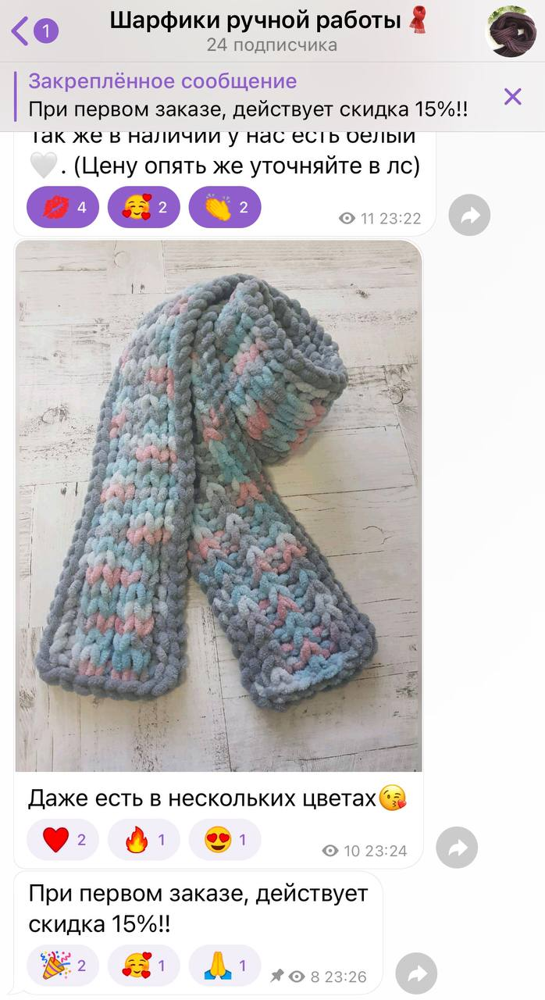 1
Шарфики ручной работы🧣
24 подписчика
Закреплённое сообщение
При первом заказе, действует скидка 15%!!
Так же в наличии у нас есть белый
🤍. (Цену опять же уточняйте в лс)
💋 4 🥰 2 👏 2
11 23:22
Даже есть в нескольких цветах😘
❤️ 2 🔥 1 😍 1
10 23:24
При первом заказе, действует
скидка 15%!!
🎉 2 🥰 1 🙏 1
8 23:26